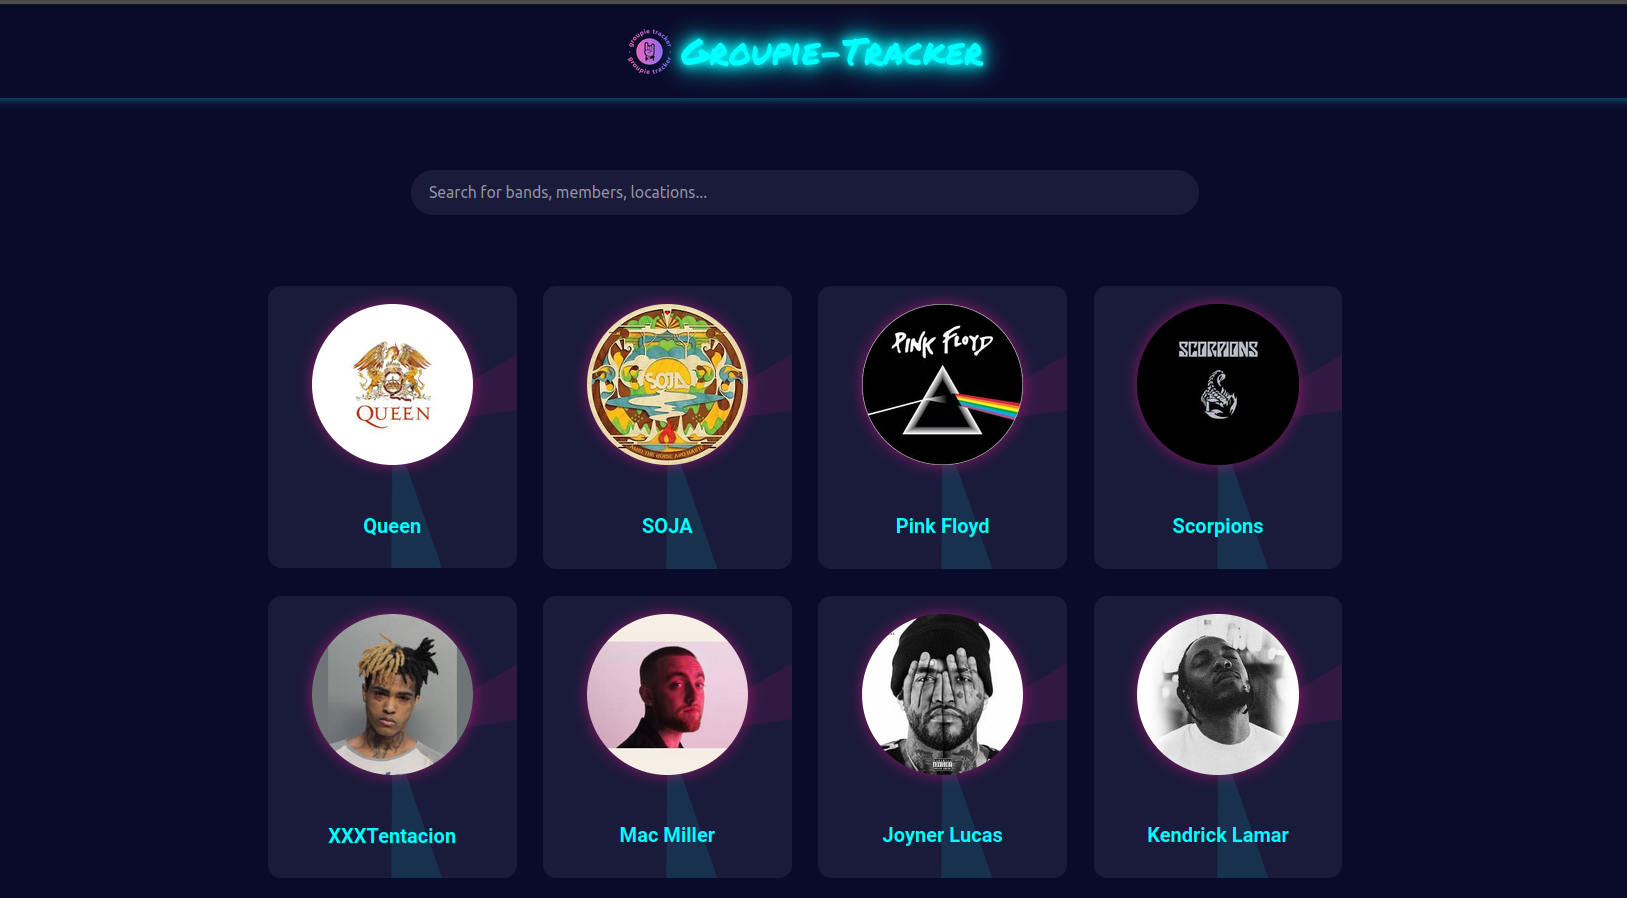 groupie tracker
groupie tracker
Groupie-Tracker
Search for bands, members, locations...
QUEEN
SOJA
PINK FLOYD
SCORPIONS
Queen
SOJA
Pink Floyd
Scorpions
XXXTentacion
Mac Miller
Joyner Lucas
Kendrick Lamar